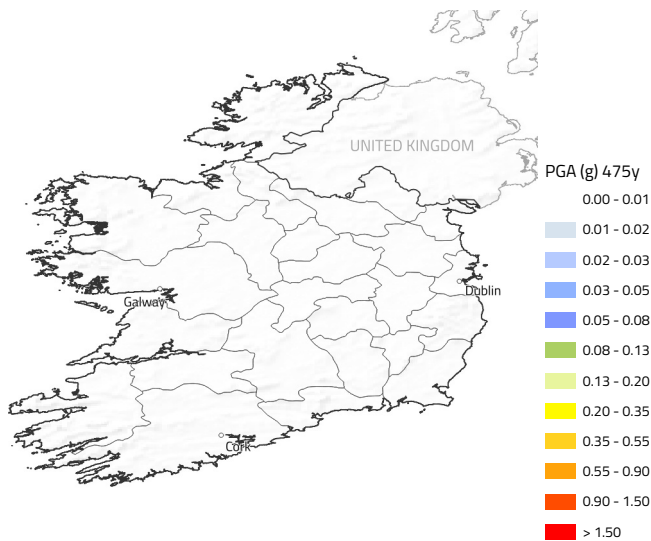 UNITED KINGDOM
Dublin
Galway
Cork
PGA (g) 475y
0.00 - 0.01
0.01 - 0.02
0.02 - 0.03
0.03 - 0.05
0.05 - 0.08
0.08 - 0.13
0.13 - 0.20
0.20 - 0.35
0.35 - 0.55
0.55 - 0.90
0.90 - 1.50
> 1.50